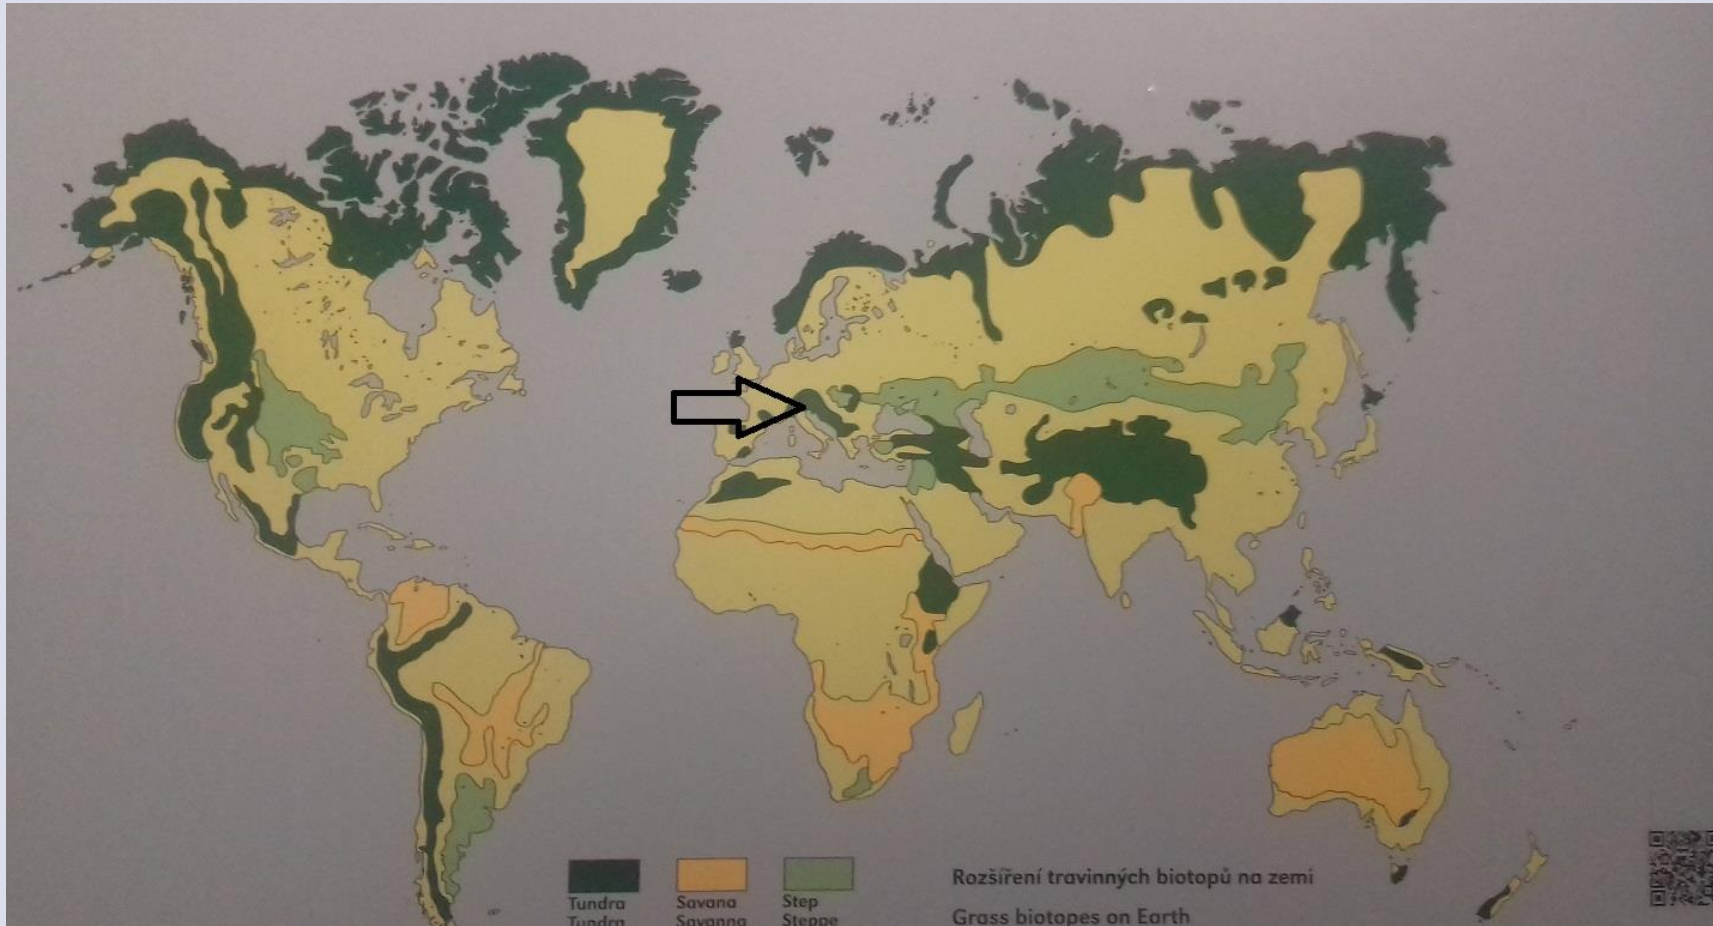 Tundra
Tundra
Savana
Savanna
Step
Steppe
Rozšíření travinných biotopů na zemi
Grass biotopes on Earth